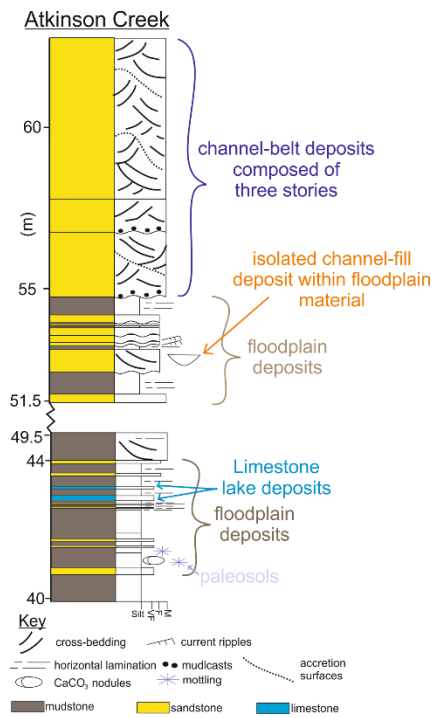 Atkinson Creek
60
channel-belt deposits
composed of
three stories
(m)
isolated channel-fill
deposit within floodplain
material
55
floodplain
deposits
51.5
49.5
44
Limestone
lake deposits
floodplain
deposits
paleosols
40
Silt
VF
F
M
Key
cross-bedding
current ripples
horizontal lamination
mudlcasts
accretion
surfaces
CaCO3 nodules
mottling
mudstone
sandstone
limestone